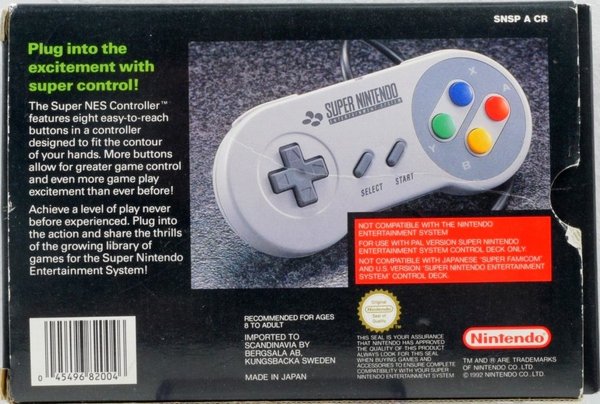 SNSP A CR
Plug into the
excitement with
super control!
The Super NES Controller™
features eight easy-to-reach
buttons in a controller
designed to fit the contour
of your hands. More buttons
allow for greater game control
and even more game play
excitement than ever before!
Achieve a level of play never
before experienced. Plug into
the action and share the thrills
of the growing library of
games for the Super Nintendo
Entertainment System!
SUPER NINTENDO
ENTERTAINMENT SYSTEM
X
A
Y
B
SELECT
START
NOT COMPATIBLE WITH THE NINTENDO
ENTERTAINMENT SYSTEM
FOR USE WITH PAL VERSION SUPER NINTENDO
ENTERTAINMENT SYSTEM CONTROL DECK ONLY.
NOT COMPATIBLE WITH JAPANESE 'SUPER FAMICOM'
AND U.S. VERSION 'SUPER NINTENDO ENTERTAINMENT
SYSTEM' CONTROL DECK.
0 45496 82004
RECOMMENDED FOR AGES
8 TO ADULT
IMPORTED TO
SCANDINAVIA BY
BERGSALA AB,
KUNGSBACKA SWEDEN
MADE IN JAPAN
Original
Nintendo
Seal of
Quality
THIS SEAL IS YOUR ASSURANCE
THAT NINTENDO HAS APPROVED
THE QUALITY OF THIS PRODUCT
ALWAYS LOOK FOR THIS SEAL
WHEN BUYING GAMES AND
ACCESSORIES TO ENSURE COMPLETE
COMPATIBILITY WITH YOUR SUPER
NINTENDO ENTERTAINMENT SYSTEM
Nintendo
TM AND ® ARE TRADEMARKS
OF NINTENDO CO. LTD.
© 1992 NINTENDO CO., LTD.